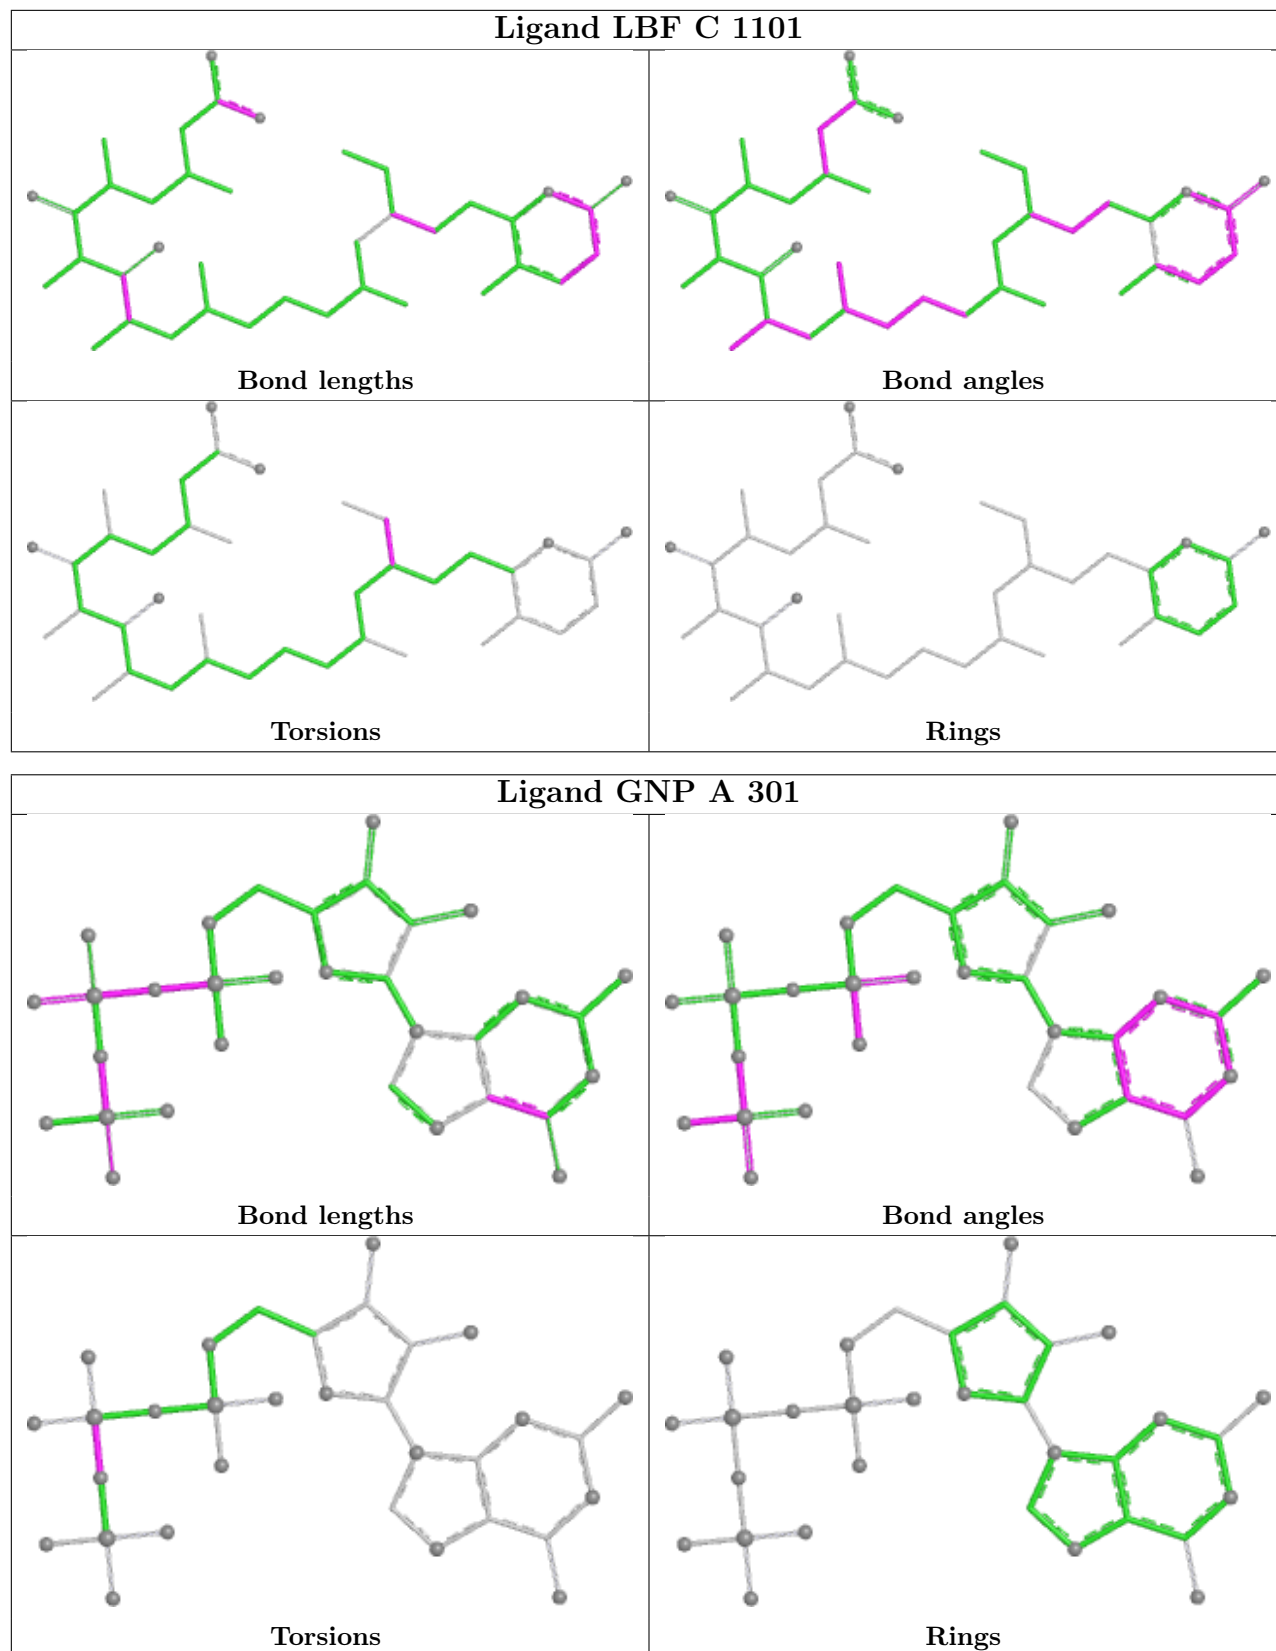 Ligand LBF C 1101
Bond lengths
Bond angles
Torsions
Rings
Ligand GNP A 301
Bond lengths
Bond angles
Torsions
Rings